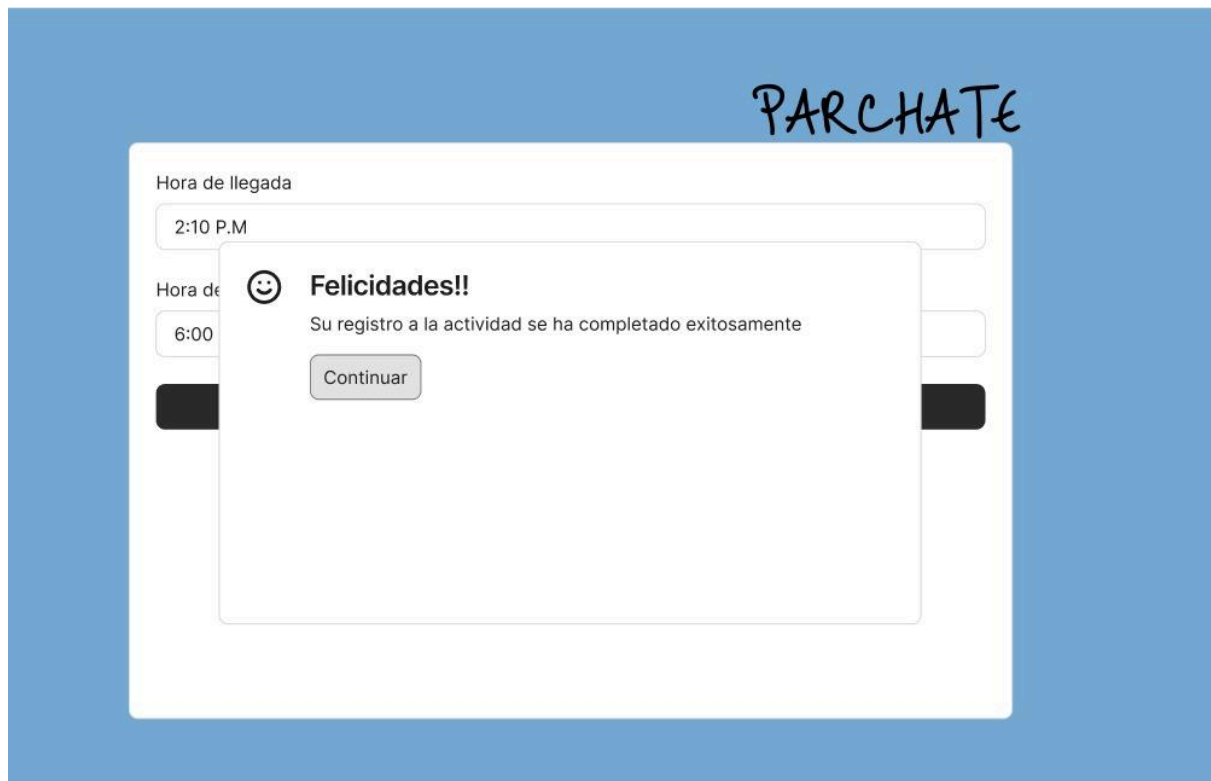 PARCHATE
Hora de llegada
2:10 P.M
Hora de
6:00
Felicidades!!
Su registro a la actividad se ha completado exitosamente
Continuar